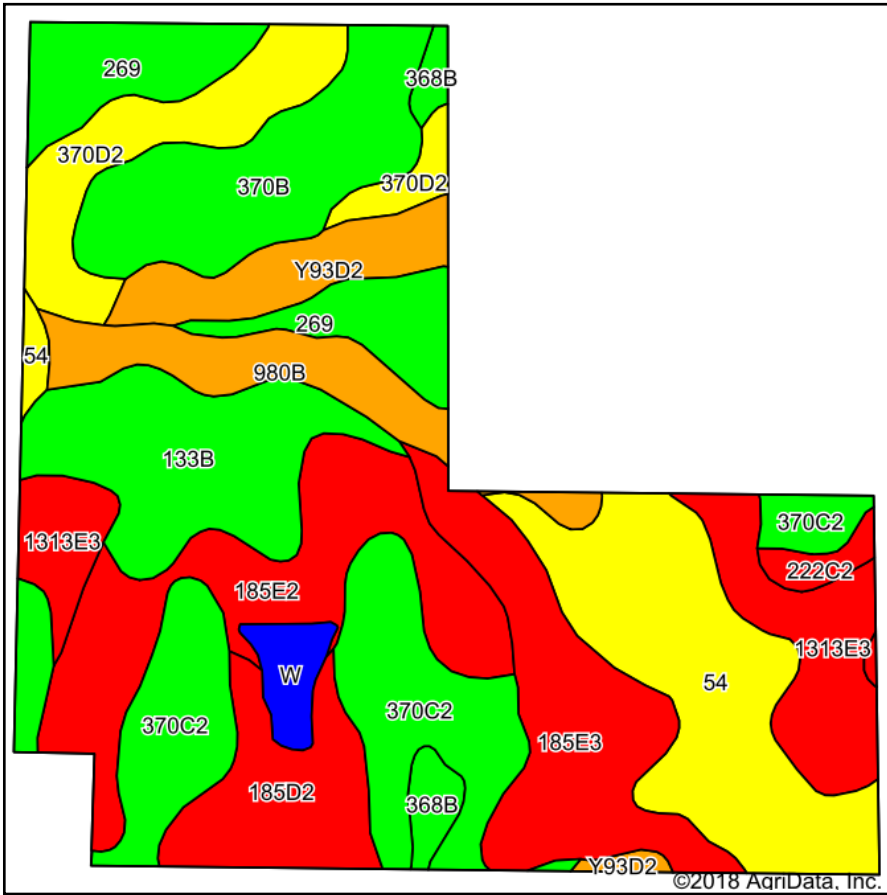 269
368B
370D2
370B
370D2
Y93D2
269
54
980B
133B
370C2
1313E3
222C2
185E2
1313E3
W
54
370C2
370C2
185E3
185D2
368B
Y93D2
©2018 AgriData, Inc.